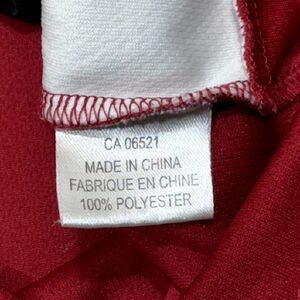 CA 06521
MADE IN CHINA
FABRIQUE EN CHINE
100% POLYESTER